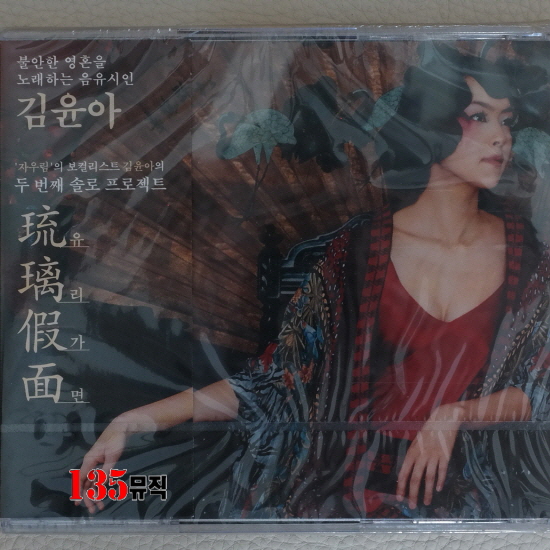 불안한 영혼을
노래하는 음유시인
김윤아
'자우림'의 보컬리스트 김윤아의
두 번째 솔로 프로젝트
琉유
璃리
假가
面면
135뮤직